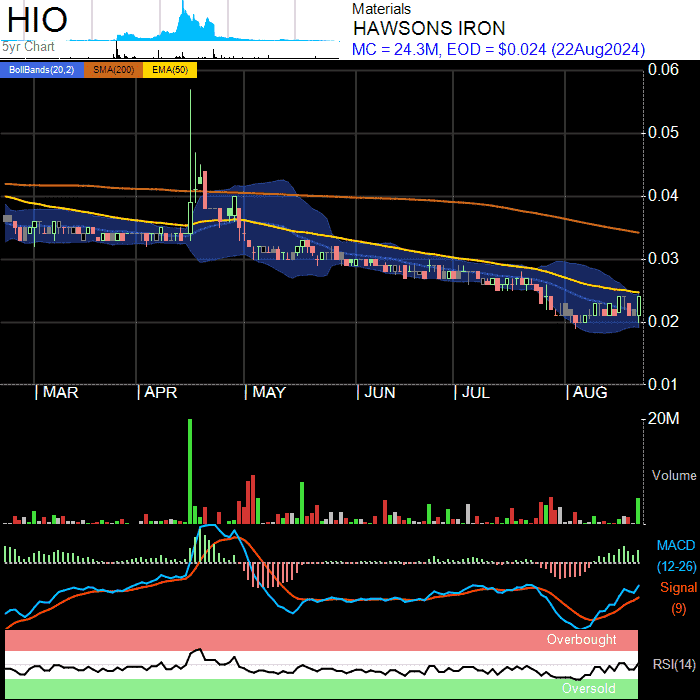 HIO
5yr Chart
Materials
HAWSONS IRON
MC = 24.3M, EOD = $0.024 (22Aug2024)
BollBands(20,2) SMA(200) EMA(50)
0.06
0.05
0.04
0.03
0.02
0.01
MAR APR MAY JUN JUL AUG
20M
Volume
MACD
(12-26)
Signal
(9)
Overbought
RSI(14)
Oversold